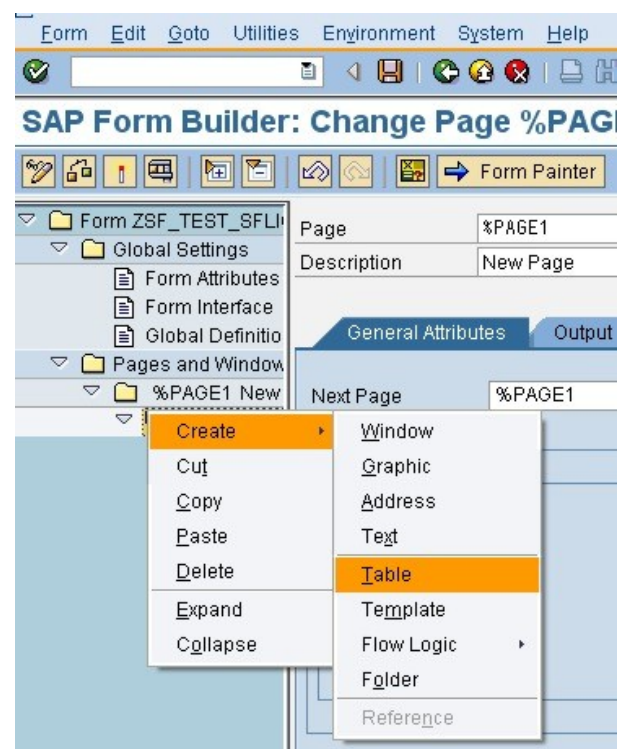 Form Edit Goto Utilities Environment System Help
SAP Form Builder: Change Page %PAG
Form Painter
Form ZSF_TEST_SFLI
Global Settings
Form Attributes
Form Interface
Global Definitio
Pages and Window
%PAGE1 New
Page %PAGE1
Description New Page
General Attributes Output
Next Page %PAGE1
Create
Cut
Copy
Paste
Delete
Expand
Collapse
Window
Graphic
Address
Text
Table
Template
Flow Logic
Folder
Reference